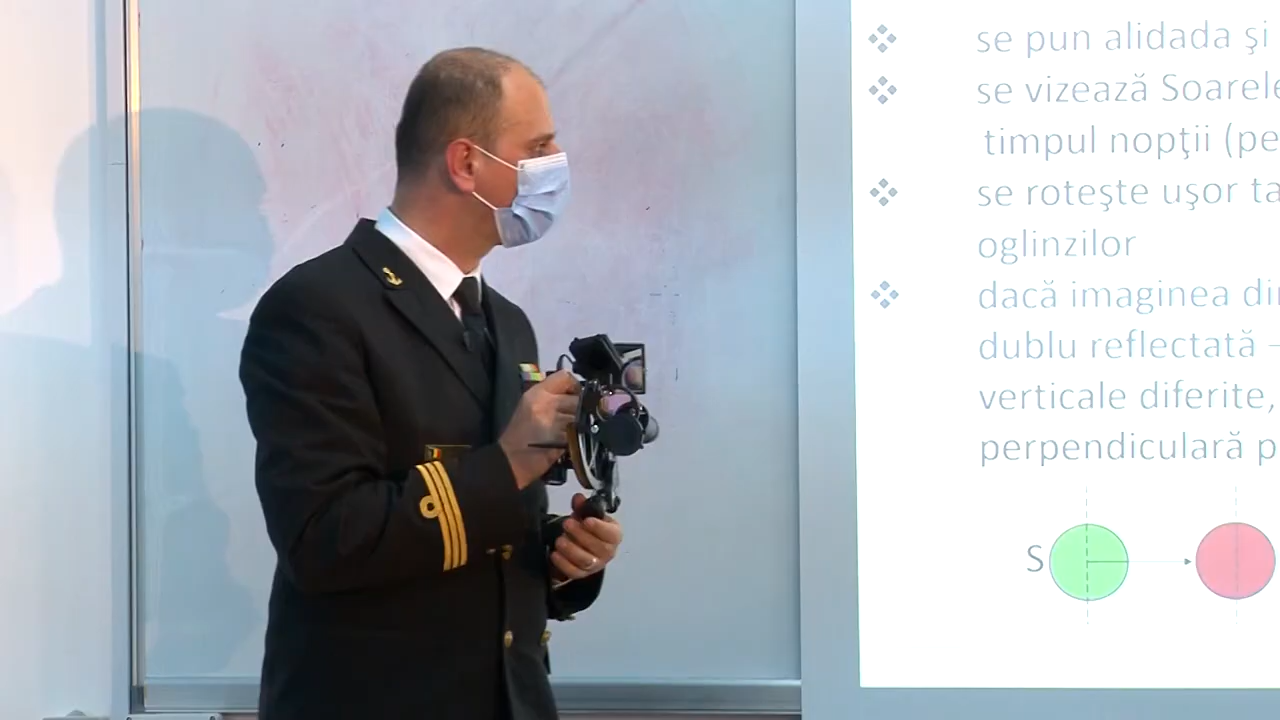 se pun alidada şi
se vizează Soarele
timpul nopţii (pe
se roteşte uşor ta
oglinzilor
dacă imaginea di
dublu reflectată –
verticale diferite,
perpendiculară p
S